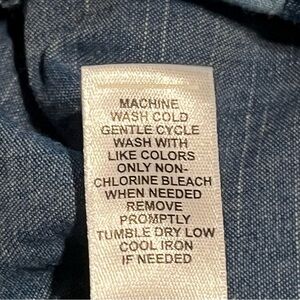 MACHINE
WASH COLD
GENTLE CYCLE
WASH WITH
LIKE COLORS
ONLY NON-
CHLORINE BLEACH
WHEN NEEDED
REMOVE
PROMPTLY
TUMBLE DRY LOW
COOL IRON
IF NEEDED